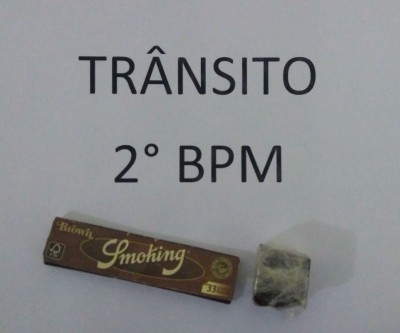 TRÂNSITO
2° BPM
Brown
Smoking
33